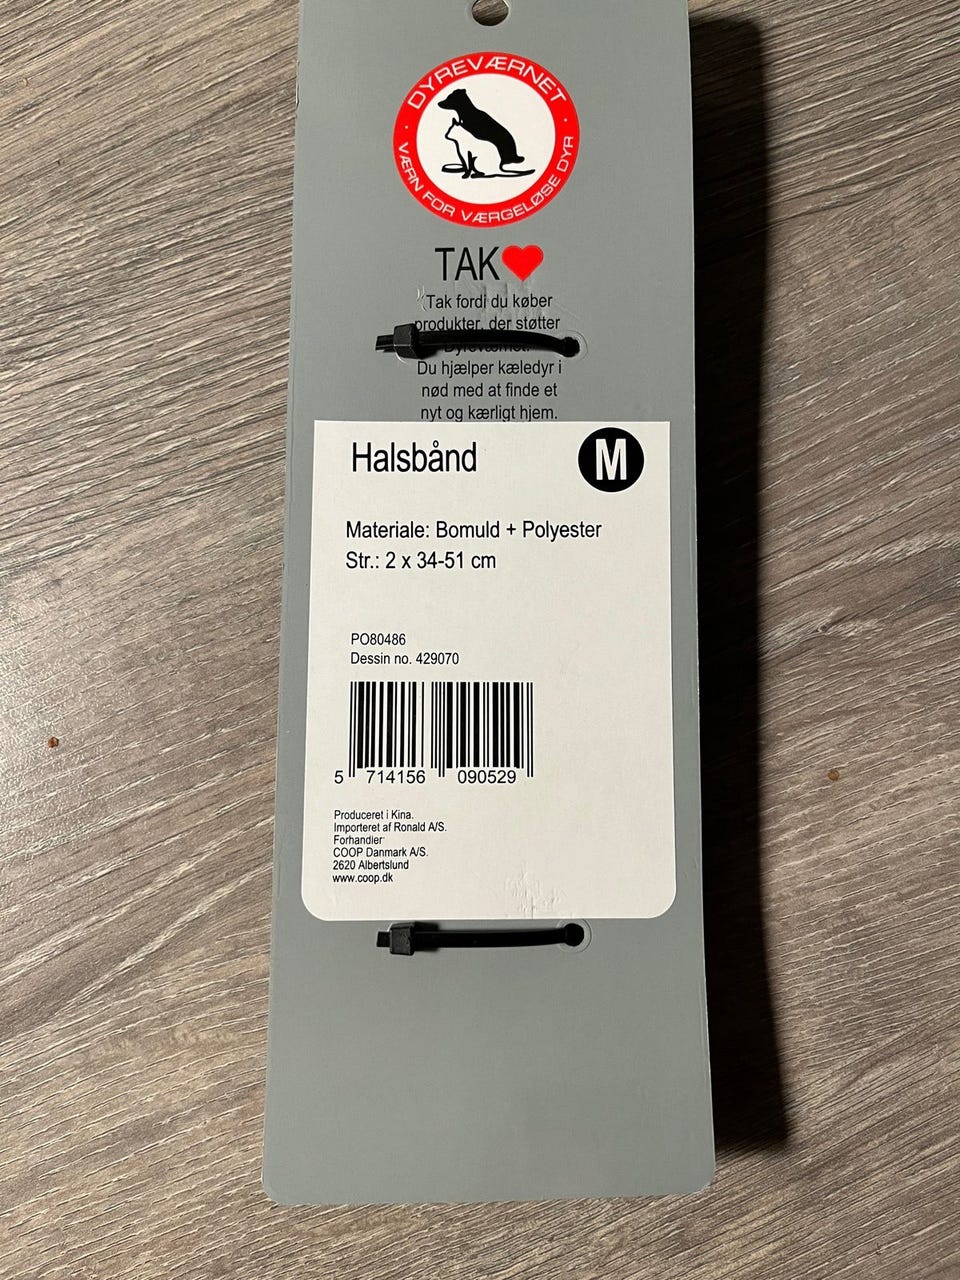 DYREVÆRNET
VÆRN FOR VÆRGELØSE DYR
TAK
Tak fordi du køber
produkter, der støtter
Dyreværnet.
Du hjælper kæledyr i
nød med at finde et
nyt og kærligt hjem.
Halsbånd
M
Materiale: Bomuld + Polyester
Str.: 2 x 34-51 cm
PO80486
Dessin no. 429070
5 714156 090529
Produceret i Kina.
Importeret af Ronald A/S.
Forhandler
COOP Danmark A/S.
2620 Albertslund
www.coop.dk